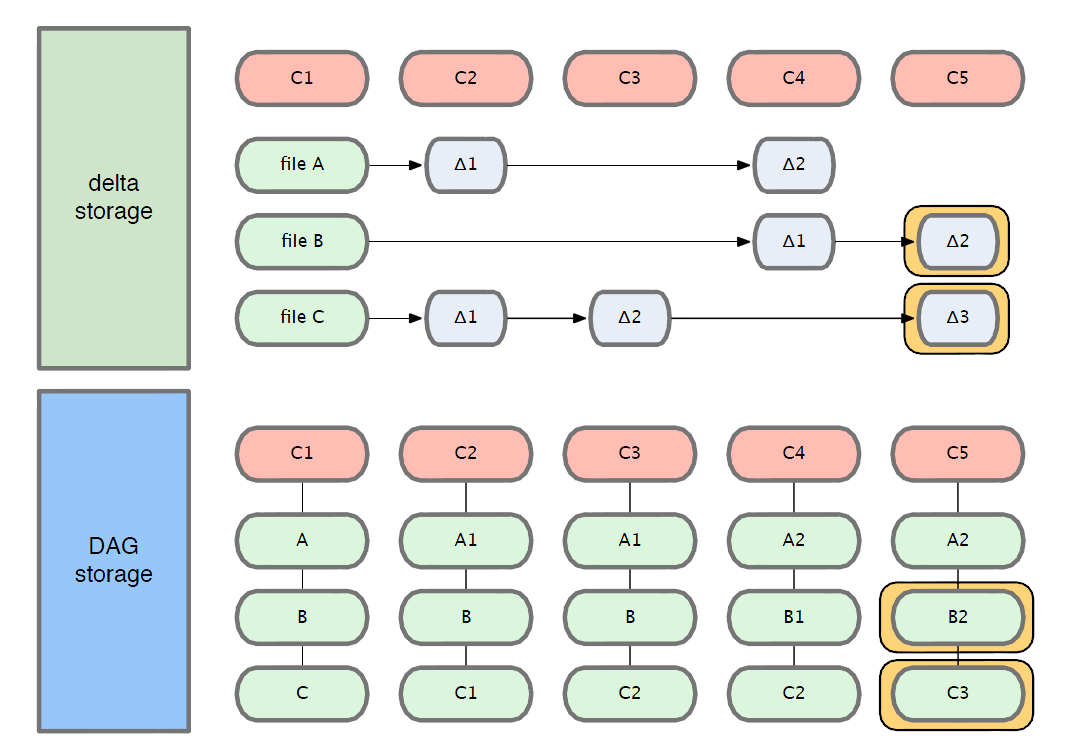 delta
storage
C1 C2 C3 C4 C5
file A Δ1 Δ2
file B Δ1 Δ2
file C Δ1 Δ2 Δ3
DAG
storage
C1 C2 C3 C4 C5
A A1 A1 A2 A2
B B B B1 B2
C C1 C2 C2 C3